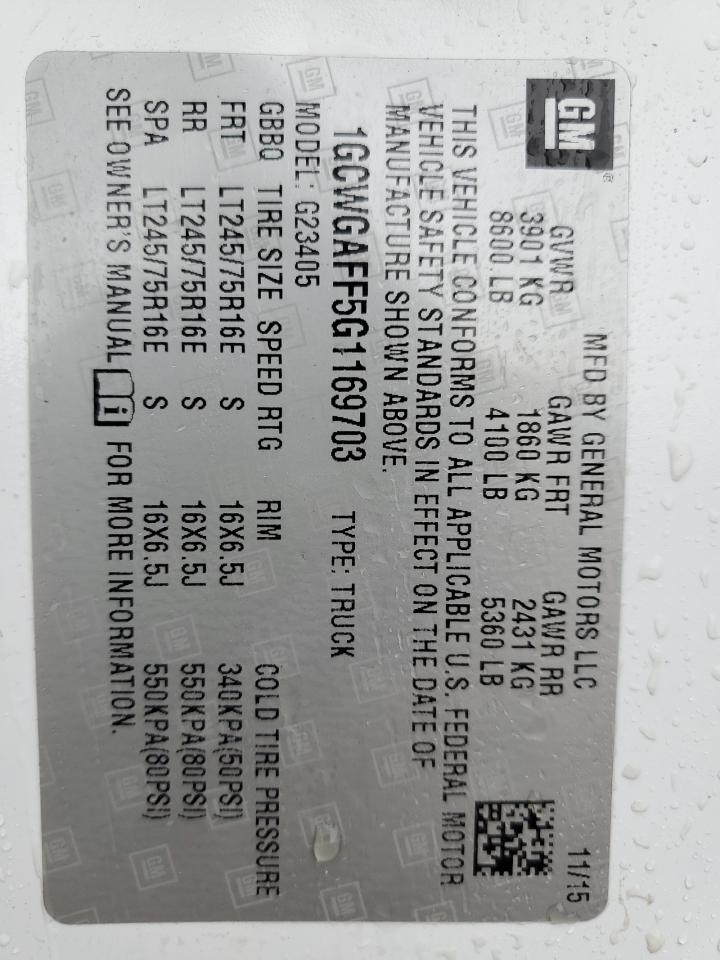 GM
MFD BY GENERAL MOTORS LLC 11/15
GVWR GAWR FRT GAWR RR
3901 KG 1860 KG 2431 KG
8600 LB 4100 LB 5360 LB
THIS VEHICLE CONFORMS TO ALL APPLICABLE U.S. FEDERAL MOTOR
VEHICLE SAFETY STANDARDS IN EFFECT ON THE DATE OF
MANUFACTURE SHOWN ABOVE.
1GCWGAFF5G1169703 TYPE: TRUCK
MODEL: G23405
GBBQ TIRE SIZE SPEED RTG RIM COLD TIRE PRESSURE
FRT LT245/75R16E S 16X6.5J 340KPA(50PSI)
RR LT245/75R16E S 16X6.5J 550KPA(80PSI)
SPA LT245/75R16E S 16X6.5J 550KPA(80PSI)
SEE OWNER'S MANUAL FOR MORE INFORMATION.